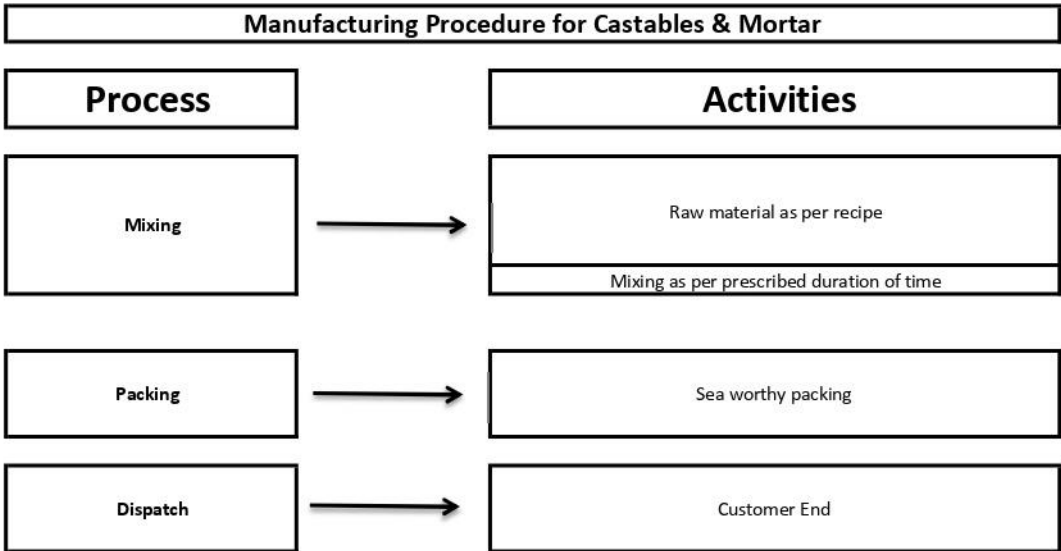 Manufacturing Procedure for Castables & Mortar
Process
Activities
Mixing
Raw material as per recipe
Mixing as per prescribed duration of time
Packing
Sea worthy packing
Dispatch
Customer End